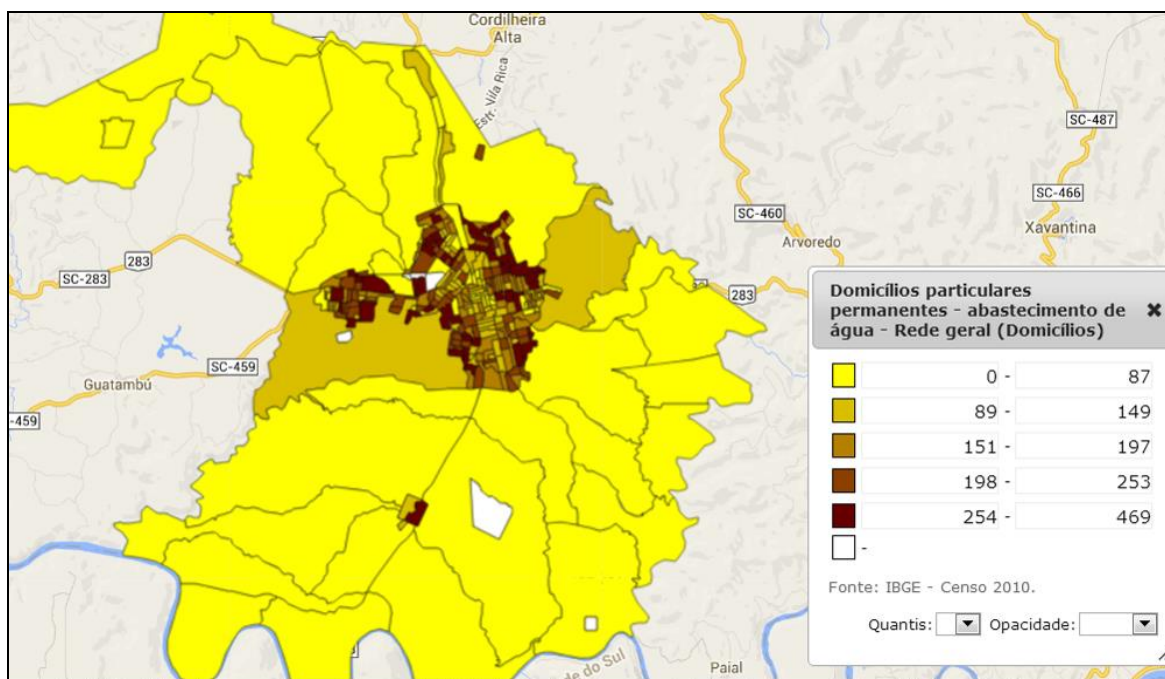 Cordilheira
Alta
Estr. Vila Rica
SC-487
SC-466
SC-460
Xavantina
Arvoredo
283
SC-283
283
SC-459
Guatambú
-459
de do Sul
Paial
Domicílios particulares
permanentes - abastecimento de
água - Rede geral (Domicílios)
0 - 87
89 - 149
151 - 197
198 - 253
254 - 469
-
Fonte: IBGE - Censo 2010.
Quantis: Opacidade: